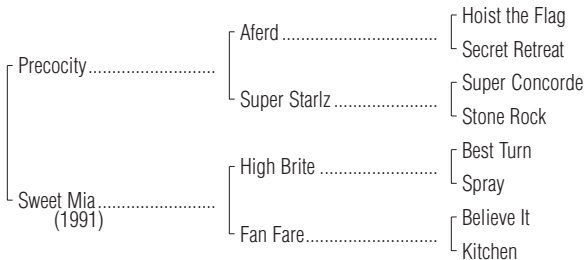 Hoist the Flag
Aferd
Secret Retreat
Precocity
Super Concorde
Super Starlz
Stone Rock
Best Turn
High Brite
Spray
Sweet Mia
(1991)
Believe It
Fan Fare
Kitchen